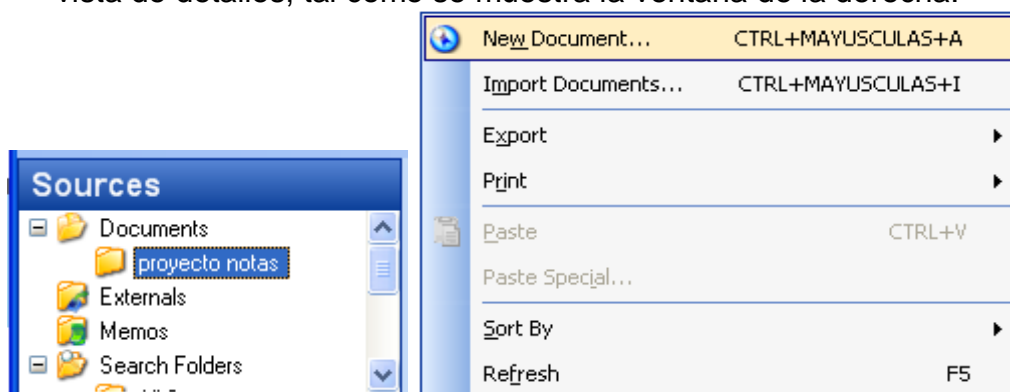 vista de detalles, tal como se muestra la ventana de la derecha.
New Document... CTRL+MAYUSCULAS+A
Import Documents... CTRL+MAYUSCULAS+I
Export
Print
Paste CTRL+V
Paste Special...
Sort By
Refresh F5
Sources
Documents
proyecto notas
Externals
Memos
Search Folders